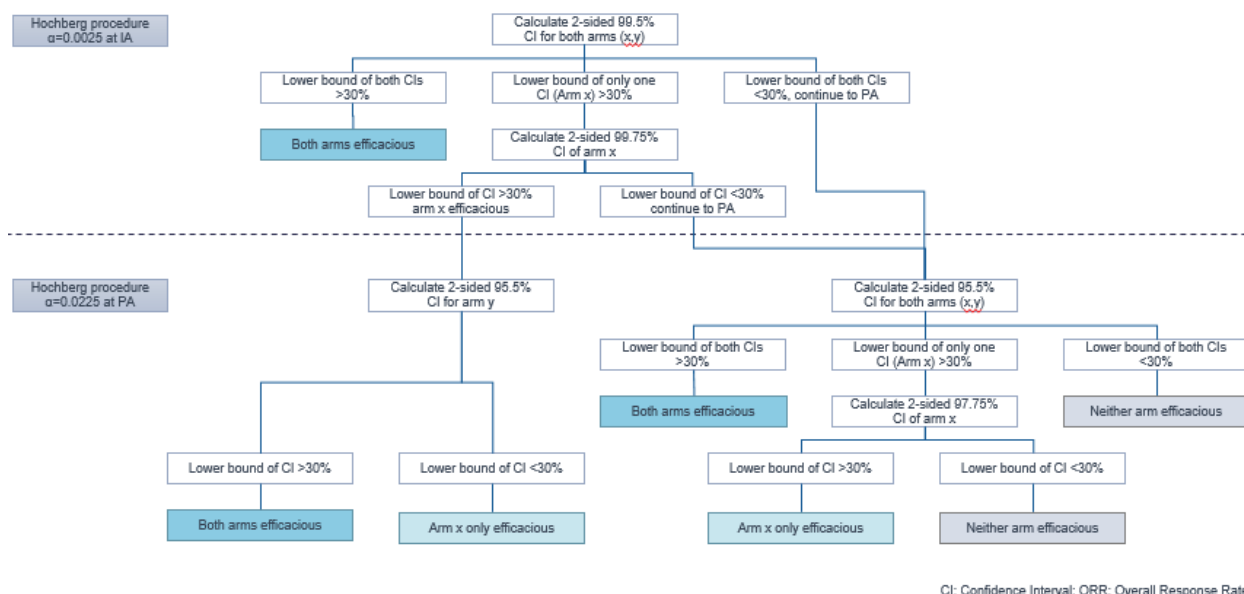 Hochberg procedure
α=0.0025 at IA
Calculate 2-sided 99.5%
CI for both arms (x,y)
Lower bound of both CIs
>30%
Lower bound of only one
CI (Arm x) >30%
Lower bound of both CIs
<30%, continue to PA
Both arms efficacious
Calculate 2-sided 99.75%
CI of arm x
Lower bound of CI >30%
arm x efficacious
Lower bound of CI <30%
continue to PA
Hochberg procedure
α=0.0225 at PA
Calculate 2-sided 95.5%
CI for arm y
Calculate 2-sided 95.5%
CI for both arms (x,y)
Lower bound of both CIs
>30%
Lower bound of only one
CI (Arm x) >30%
Lower bound of both CIs
<30%
Both arms efficacious
Calculate 2-sided 97.75%
CI of arm x
Neither arm efficacious
Lower bound of CI >30%
Lower bound of CI <30%
Lower bound of CI >30%
Lower bound of CI <30%
Both arms efficacious
Arm x only efficacious
Arm x only efficacious
Neither arm efficacious
CI: Confidence Interval; ORR: Overall Response Rate